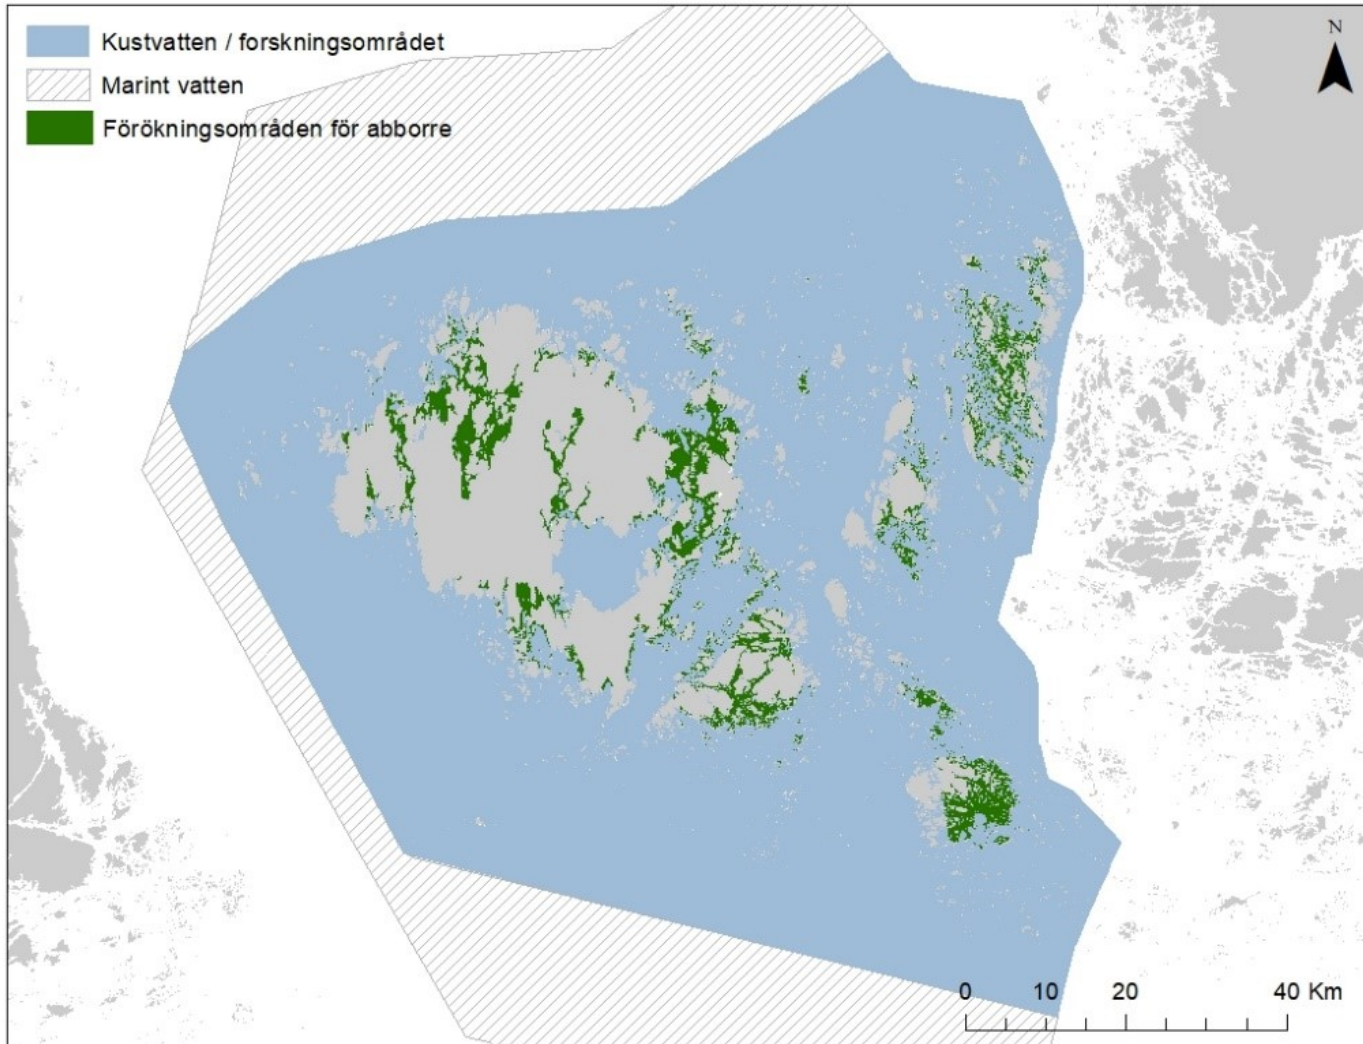 Kustvatten / forskningsområdet
Marint vatten
Förökningsområden för abborre
N
0 10 20 40 Km